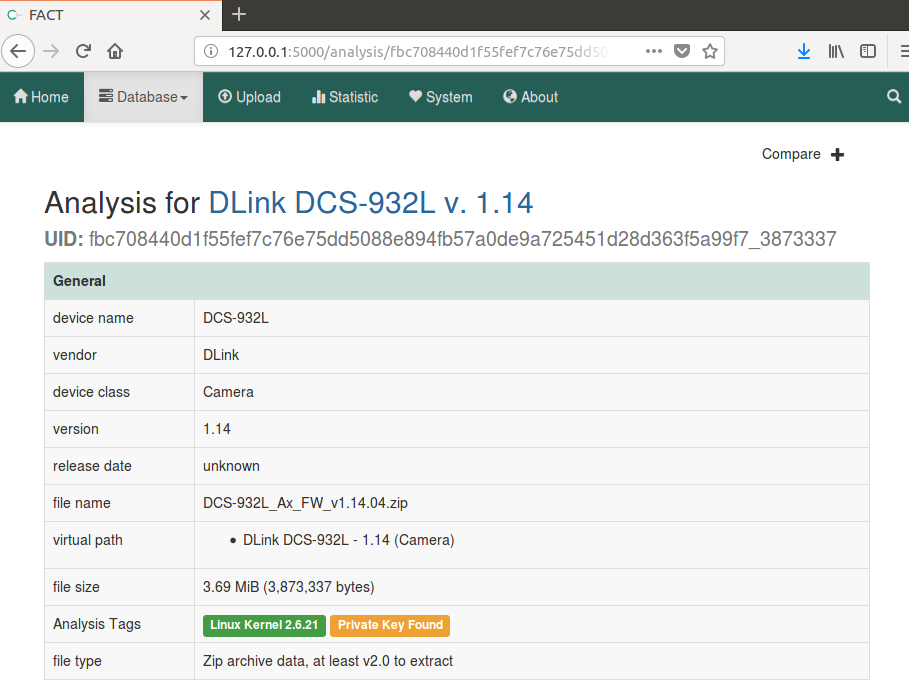 FACT
127.0.0.1:5000/analysis/fbc708440d1f55fef7c76e75dd50
Home Database Upload Statistic System About
Compare
Analysis for DLink DCS-932L v. 1.14
UID: fbc708440d1f55fef7c76e75dd5088e894fb57a0de9a725451d28d363f5a99f7_3873337
General
device name DCS-932L
vendor DLink
device class Camera
version 1.14
release date unknown
file name DCS-932L_Ax_FW_v1.14.04.zip
virtual path • DLink DCS-932L - 1.14 (Camera)
file size 3.69 MiB (3,873,337 bytes)
Analysis Tags Linux Kernel 2.6.21 Private Key Found
file type Zip archive data, at least v2.0 to extract